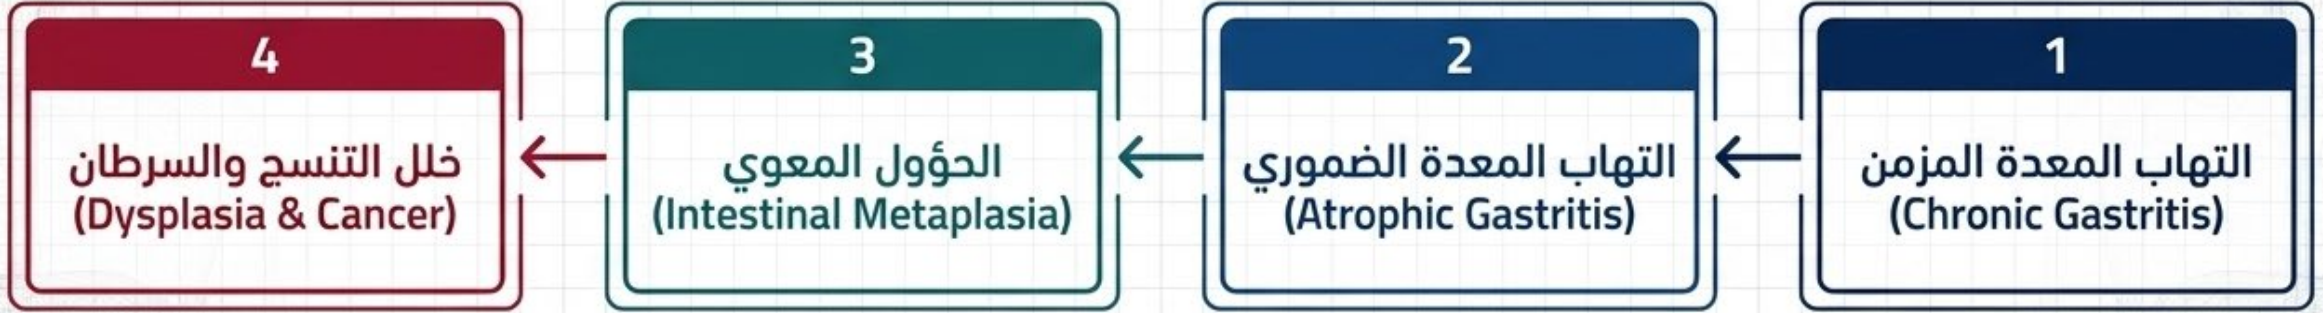 1
التهاب المعدة المزمن
(Chronic Gastritis)
2
التهاب المعدة الضموري
(Atrophic Gastritis)
3
الحؤول المعوي
(Intestinal Metaplasia)
4
خلل التنسج والسرطان
(Dysplasia & Cancer)